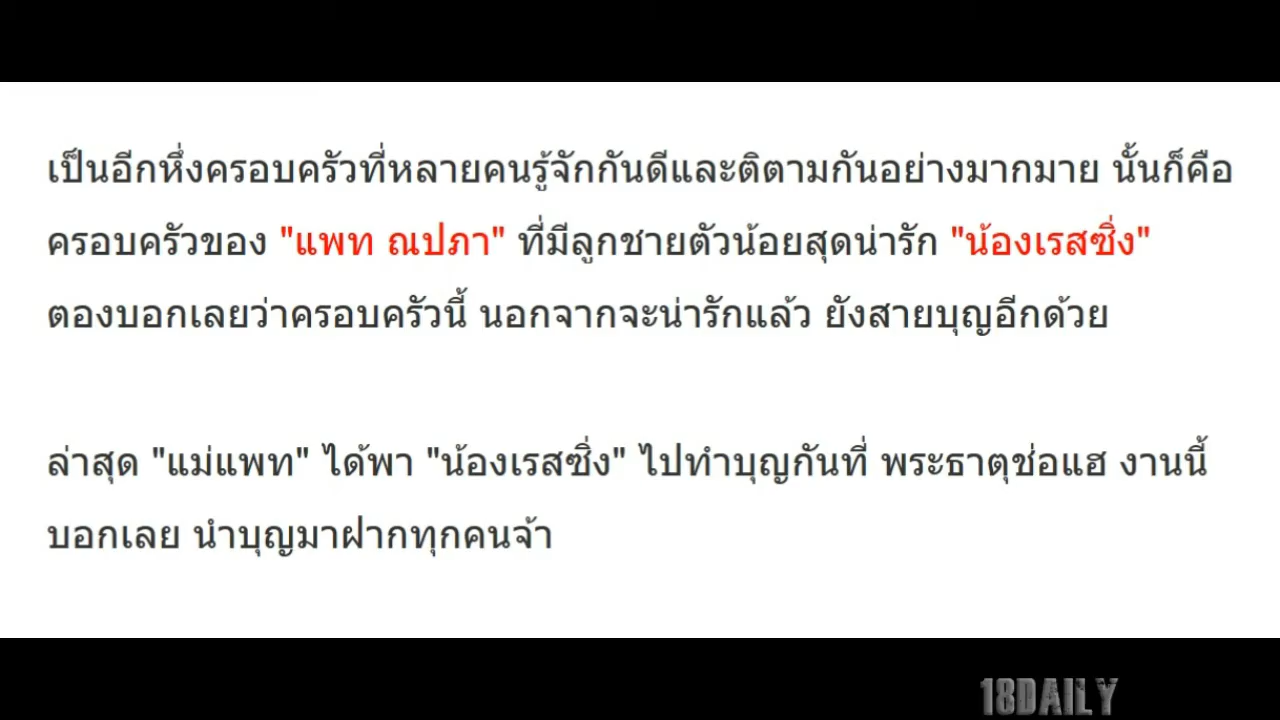 เป็นอีกหึ่งครอบครัวที่หลายคนรู้จักกันดีและติตามกันอย่างมากมาย นั้นก็คือ
ครอบครัวของ "แพท ณปภา" ที่มีลูกชายตัวน้อยสุดน่ารัก "น้องเรสซิ่ง"
ตองบอกเลยว่าครอบครัวนี้ นอกจากจะน่ารักแล้ว ยังสายบุญอีกด้วย
ล่าสุด "แม่แพท" ได้พา "น้องเรสซิ่ง" ไปทำบุญกันที่ พระธาตุช่อแฮ งานนี้
บอกเลย นำบุญมาฝากทุกคนจ้า
18DAILY